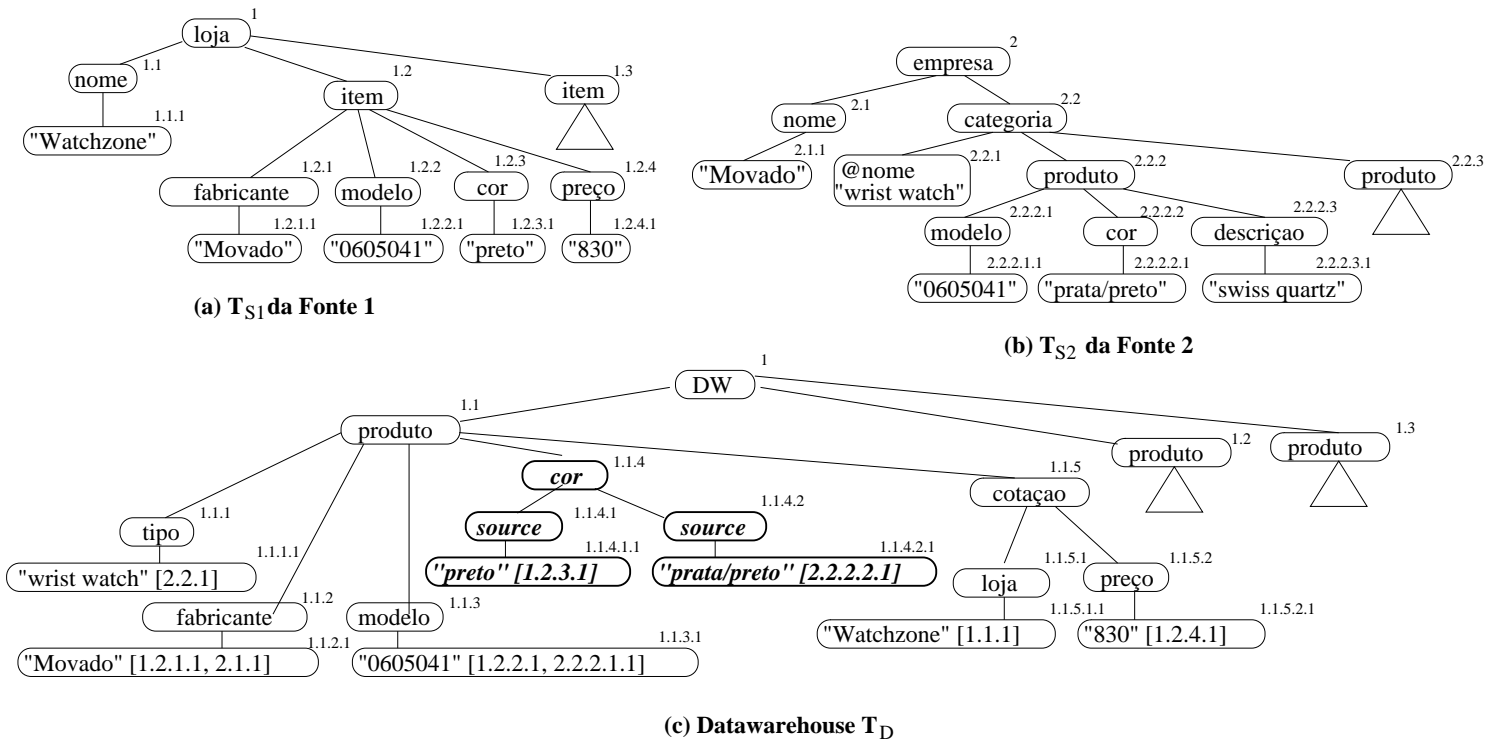 1
loja
1.1
nome
1.2
item
1.3
item
1.1.1
"Watchzone"
1.2.1
fabricante
1.2.2
modelo
1.2.3
cor
1.2.4
preço
1.2.1.1
"Movado"
1.2.2.1
"0605041"
1.2.3.1
"preto"
1.2.4.1
"830"
(a) TS1 da Fonte 1
2
empresa
2.1
nome
2.2
categoria
2.1.1
"Movado"
2.2.1
@nome
"wrist watch"
2.2.2
produto
2.2.3
produto
2.2.2.1
modelo
2.2.2.2
cor
2.2.2.3
descriçao
2.2.2.1.1
"0605041"
2.2.2.2.1
"prata/preto"
2.2.2.3.1
"swiss quartz"
(b) TS2 da Fonte 2
1
DW
1.1
produto
1.2
produto
1.3
produto
1.1.1
tipo
1.1.1.1
"wrist watch" [2.2.1]
1.1.2
fabricante
1.1.2.1
"Movado" [1.2.1.1, 2.1.1]
1.1.3
modelo
1.1.3.1
"0605041" [1.2.2.1, 2.2.2.1.1]
1.1.4
cor
1.1.4.1
source
1.1.4.1.1
"preto" [1.2.3.1]
1.1.4.2
source
1.1.4.2.1
"prata/preto" [2.2.2.2.1]
1.1.5
cotaçao
1.1.5.1
loja
1.1.5.1.1
"Watchzone" [1.1.1]
1.1.5.2
preço
1.1.5.2.1
"830" [1.2.4.1]
(c) Datawarehouse TD